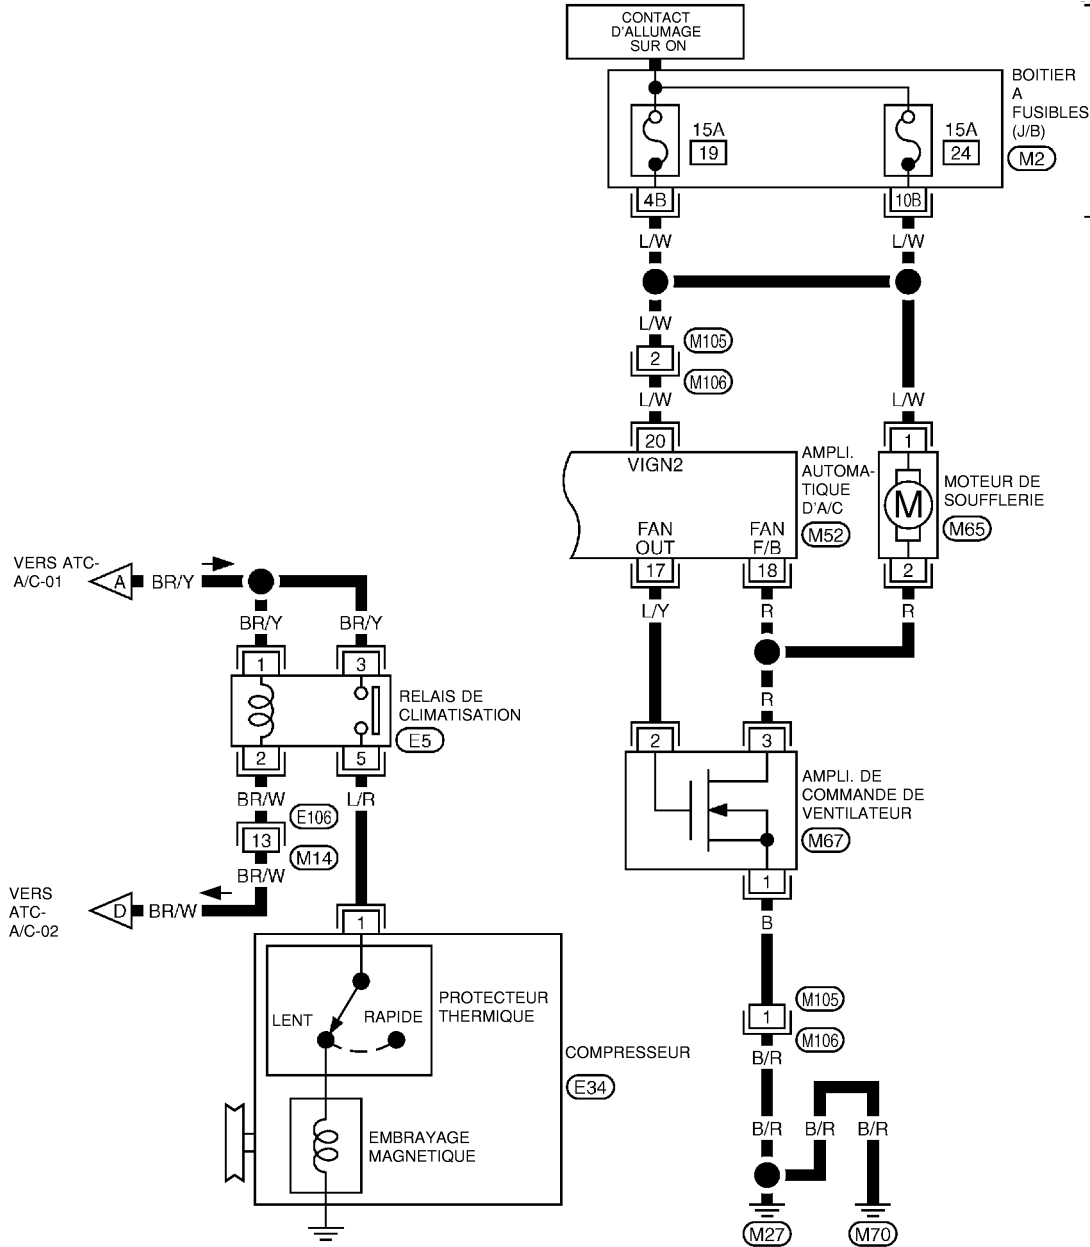 CONTACT
D'ALLUMAGE
SUR ON
BOITIER
A
FUSIBLES
(J/B)
M2
15A
19
15A
24
4B
10B
L/W
L/W
L/W
M105
2
M106
L/W
L/W
20
1
VIGN2
AMPLI.
AUTOMA-
TIQUE
D'A/C
M52
M
MOTEUR DE
SOUFFLERIE
M65
FAN
OUT
FAN
F/B
17
18
2
L/Y
R
R
R
VERS ATC-
A/C-01
A
BR/Y
BR/Y
BR/Y
1
3
RELAIS DE
CLIMATISATION
E5
2
5
BR/W
L/R
E106
13
M14
BR/W
VERS
ATC-
A/C-02
D
BR/W
2
3
AMPLI. DE
COMMANDE DE
VENTILATEUR
M67
1
B
M105
1
M106
B/R
B/R
B/R
B/R
M27
M70
1
PROTECTEUR
THERMIQUE
LENT
RAPIDE
COMPRESSEUR
E34
EMBRAYAGE
MAGNETIQUE